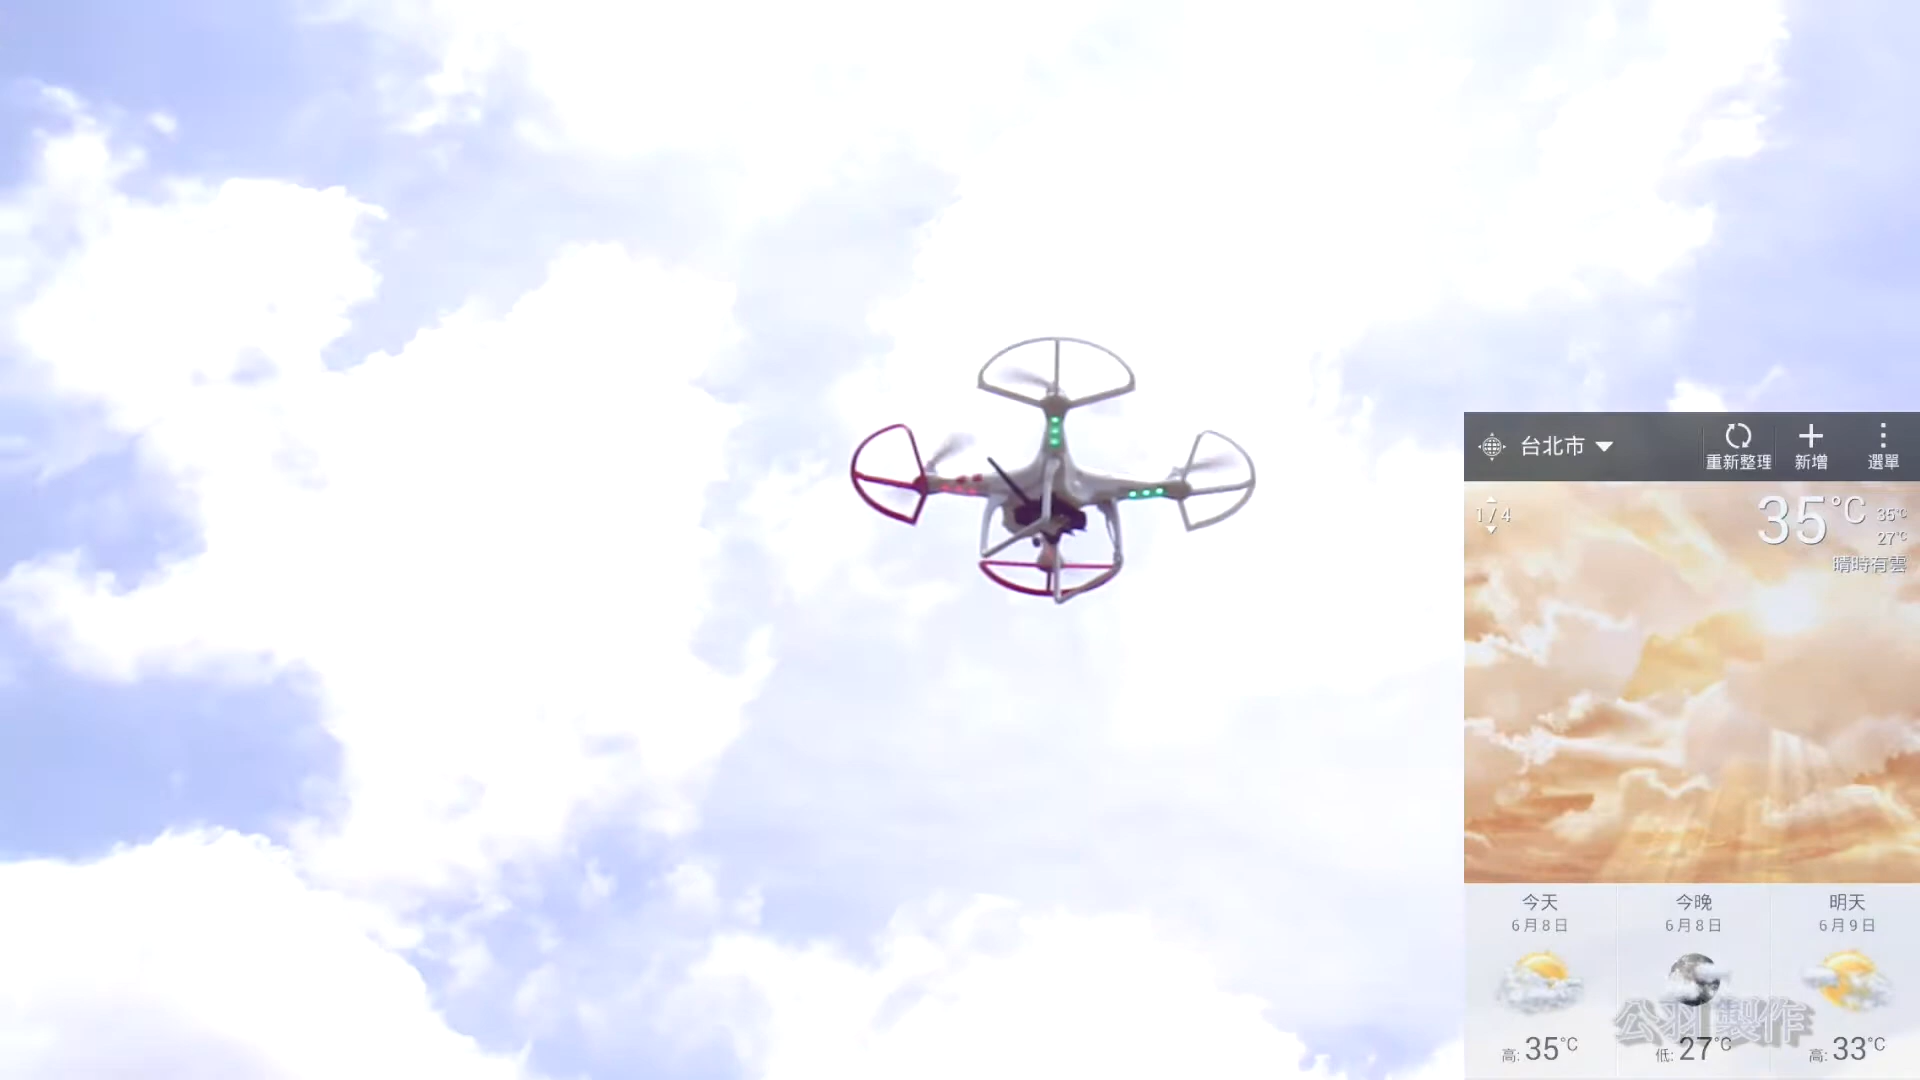 台北市
重新整理
新增
選單
1/4
35°C
35°C
27°C
晴時有雲
今天
6月8日
高: 35°C
今晚
6月8日
低: 27°C
明天
6月9日
高: 33°C
公羽製作